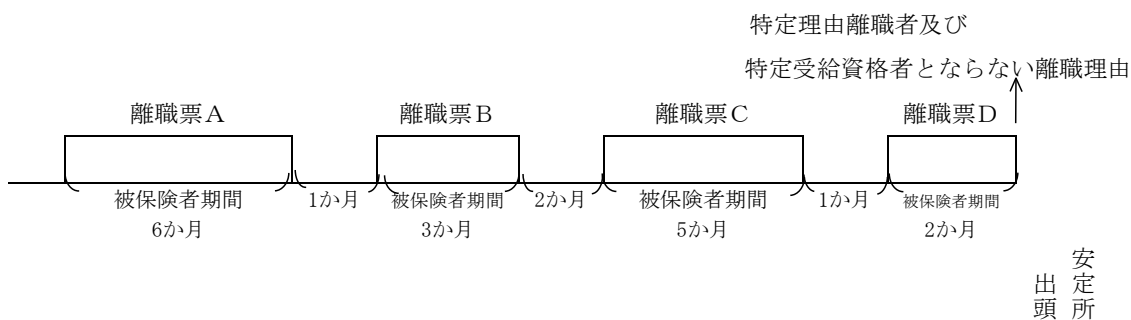 特定理由離職者及び
特定受給資格者とならない離職理由
離職票A 離職票B 離職票C 離職票D
被保険者期間 1か月 被保険者期間 2か月 被保険者期間 1か月 被保険者期間
6か月 3か月 5か月 2か月
安定所
出頭